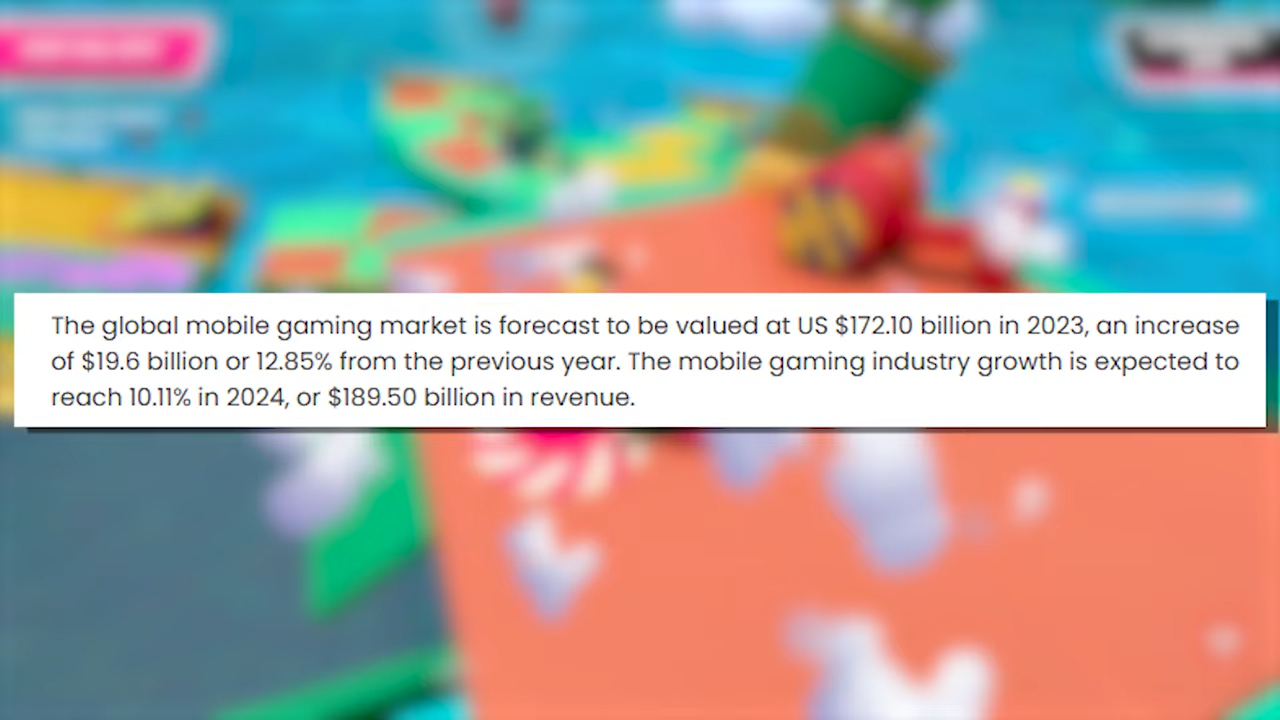 The global mobile gaming market is forecast to be valued at US $172.10 billion in 2023, an increase
of $19.6 billion or 12.85% from the previous year. The mobile gaming industry growth is expected to
reach 10.11% in 2024, or $189.50 billion in revenue.